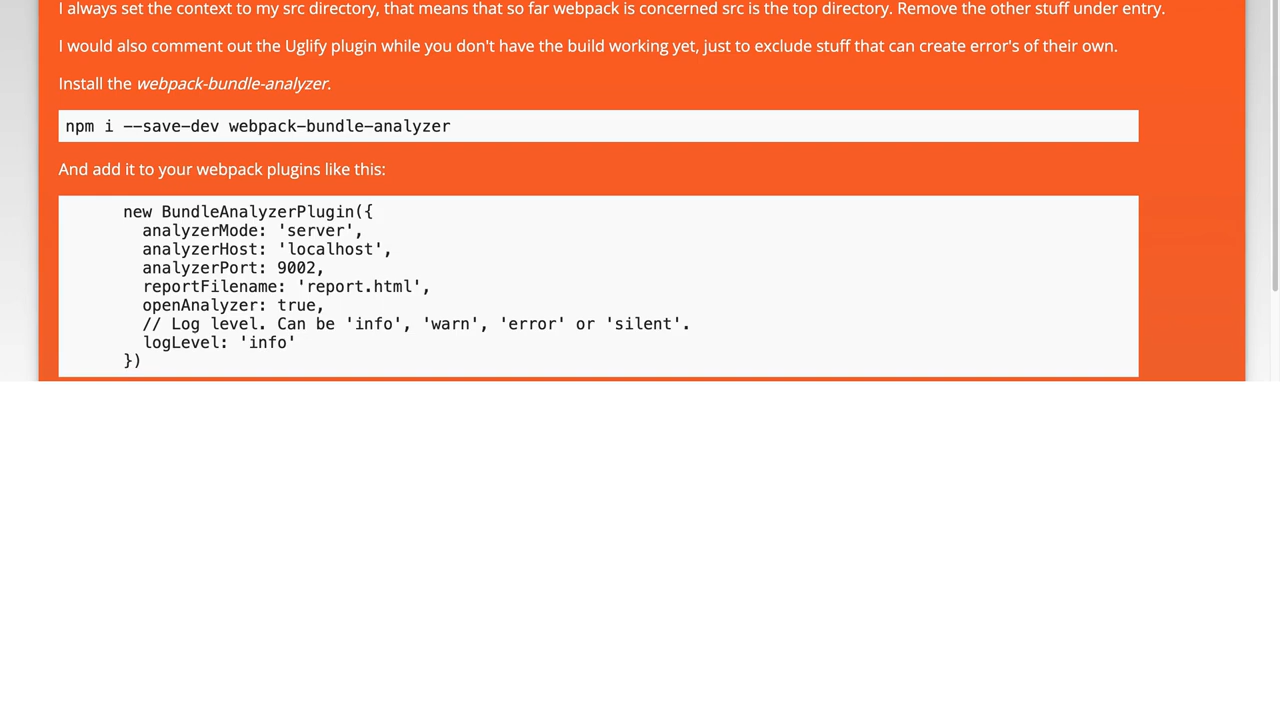 I always set the context to my src directory, that means that so far webpack is concerned src is the top directory. Remove the other stuff under entry.
I would also comment out the Uglify plugin while you don't have the build working yet, just to exclude stuff that can create error's of their own.
Install the webpack-bundle-analyzer.
npm i --save-dev webpack-bundle-analyzer
And add it to your webpack plugins like this:
new BundleAnalyzerPlugin({
analyzerMode: 'server',
analyzerHost: 'localhost',
analyzerPort: 9002,
reportFilename: 'report.html',
openAnalyzer: true,
// Log level. Can be 'info', 'warn', 'error' or 'silent'.
logLevel: 'info'
})